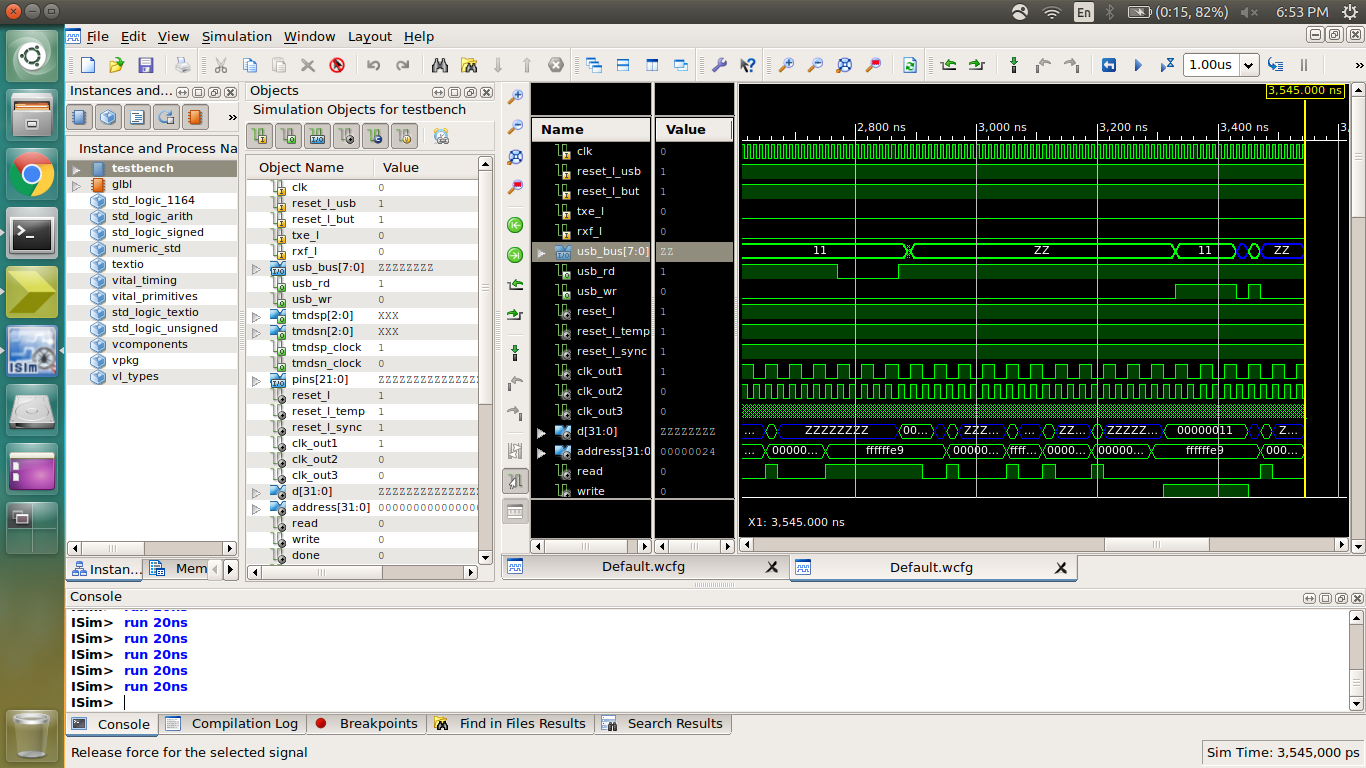 En (0:15, 82%) 6:53 PM
File Edit View Simulation Window Layout Help
1.00us
Instances and...
Instance and Process Na
testbench
glbl
std_logic_1164
std_logic_arith
std_logic_signed
numeric_std
textio
vital_timing
vital_primitives
std_logic_textio
std_logic_unsigned
vcomponents
vpkg
vl_types
Instan... Mem
Objects
Simulation Objects for testbench
Object Name Value
clk 0
reset_l_usb 1
reset_l_but 1
txe_l 0
rxf_l 0
usb_bus[7:0] ZZZZZZZZ
usb_rd 1
usb_wr 0
tmdsp[2:0] XXX
tmdsn[2:0] XXX
tmdsp_clock 1
tmdsn_clock 0
pins[21:0] ZZZZZZZZZZZZZZZ
reset_l 1
reset_l_temp 1
reset_l_sync 1
clk_out1 1
clk_out2 0
clk_out3 0
d[31:0] ZZZZZZZZZZZZZZZ
address[31:0] 000000000000000
read 0
write 0
done 0
Name Value
clk 0
reset_l_usb 1
reset_l_but 1
txe_l 0
rxf_l 0
usb_bus[7:0] ZZ
usb_rd 1
usb_wr 0
reset_l 1
reset_l_temp 1
reset_l_sync 1
clk_out1 1
clk_out2 0
clk_out3 0
d[31:0] ZZZZZZZZ
address[31:0 00000024
read 0
write 0
3,545.000 ns
2,800 ns 3,000 ns 3,200 ns 3,400 ns 3,
11 ZZ 11 ZZ
... ZZZZZZZZ 00... ZZZ... ... ZZ... ZZZZZ... 00000011 Z...
... 00000... ffffffe9 00000... ffff... 0000... 00000... ffffffe9 000...
X1: 3,545.000 ns
Default.wcfg Default.wcfg
Console
ISim> run 20ns
ISim> run 20ns
ISim> run 20ns
ISim> run 20ns
ISim> run 20ns
ISim>
Console Compilation Log Breakpoints Find in Files Results Search Results
Release force for the selected signal
Sim Time: 3,545,000 ps
ISim